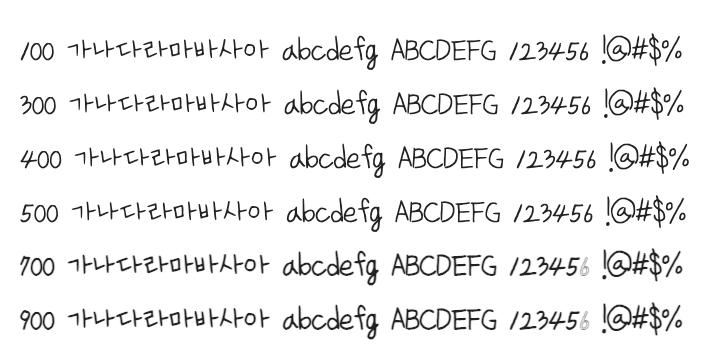 100 가나다라마바사아 abcdefg ABCDEFG 123456 !@#$%
300 가나다라마바사아 abcdefg ABCDEFG 123456 !@#$%
400 가나다라마바사아 abcdefg ABCDEFG 123456 !@#$%
500 가나다라마바사아 abcdefg ABCDEFG 123456 !@#$%
700 가나다라마바사아 abcdefg ABCDEFG 123456 !@#$%
900 가나다라마바사아 abcdefg ABCDEFG 123456 !@#$%